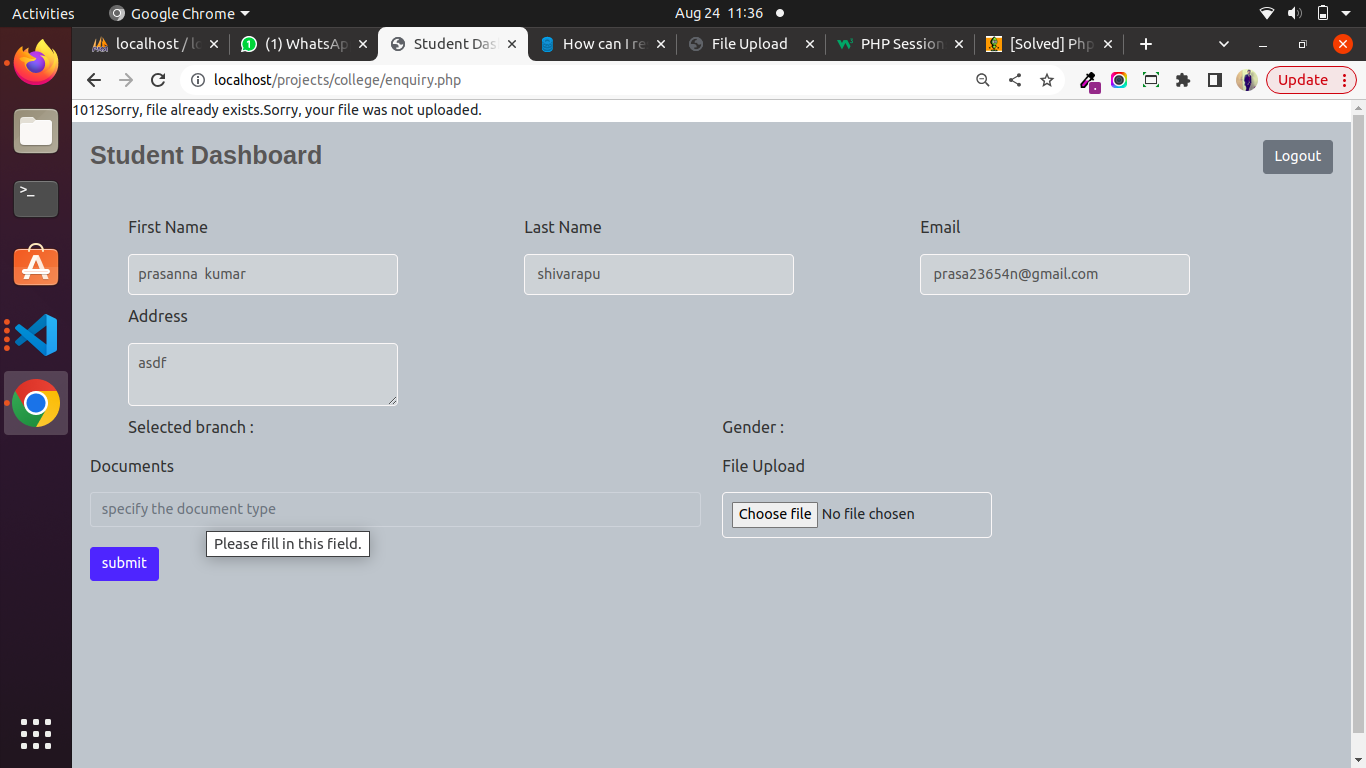 Activities Google Chrome Aug 24 11:36
localhost / lo (1) WhatsAp Student Das How can I re File Upload PHP Session [Solved] Php
localhost/projects/college/enquiry.php Update
1012Sorry, file already exists.Sorry, your file was not uploaded.
Student Dashboard Logout
First Name Last Name Email
prasanna kumar shivarapu prasa23654n@gmail.com
Address
asdf
Selected branch : Gender :
Documents File Upload
specify the document type Choose file No file chosen
Please fill in this field.
submit